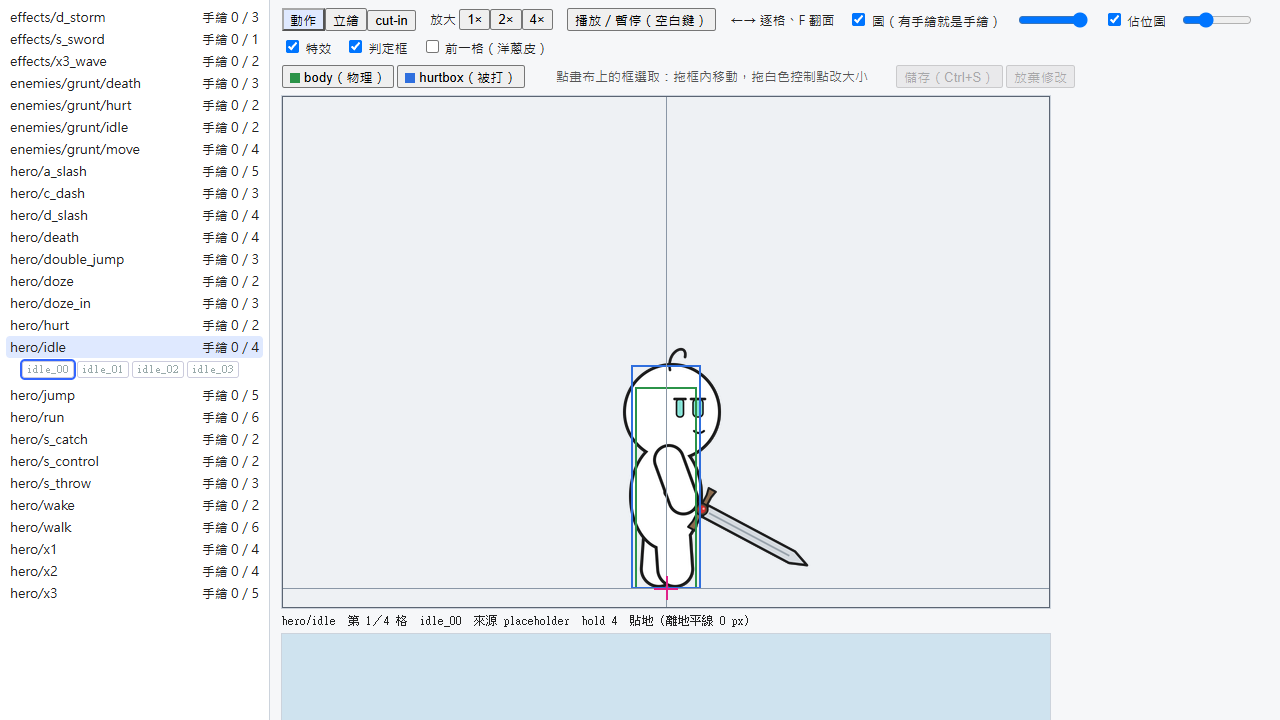 effects/d_storm 手繪 0 / 3
effects/s_sword 手繪 0 / 1
effects/x3_wave 手繪 0 / 2
enemies/grunt/death 手繪 0 / 3
enemies/grunt/hurt 手繪 0 / 2
enemies/grunt/idle 手繪 0 / 2
enemies/grunt/move 手繪 0 / 4
hero/a_slash 手繪 0 / 5
hero/c_dash 手繪 0 / 3
hero/d_slash 手繪 0 / 4
hero/death 手繪 0 / 4
hero/double_jump 手繪 0 / 3
hero/doze 手繪 0 / 2
hero/doze_in 手繪 0 / 3
hero/hurt 手繪 0 / 2
hero/idle 手繪 0 / 4
idle_00 idle_01 idle_02 idle_03
hero/jump 手繪 0 / 5
hero/run 手繪 0 / 6
hero/s_catch 手繪 0 / 2
hero/s_control 手繪 0 / 2
hero/s_throw 手繪 0 / 3
hero/wake 手繪 0 / 2
hero/walk 手繪 0 / 6
hero/x1 手繪 0 / 4
hero/x2 手繪 0 / 4
hero/x3 手繪 0 / 5
動作 立繪 cut-in 放大 1× 2× 4× 播放 / 暫停（空白鍵） ←→ 逐格、F 翻面 圖（有手繪就是手繪） 佔位圖
特效 判定框 前一格（洋蔥皮）
body（物理） hurtbox（被打） 點畫布上的框選取：拖框內移動，拖白色控制點改大小 儲存（Ctrl+S） 放棄修改
hero/idle 第 1／4 格 idle_00 來源 placeholder hold 4 貼地（離地平線 0 px）